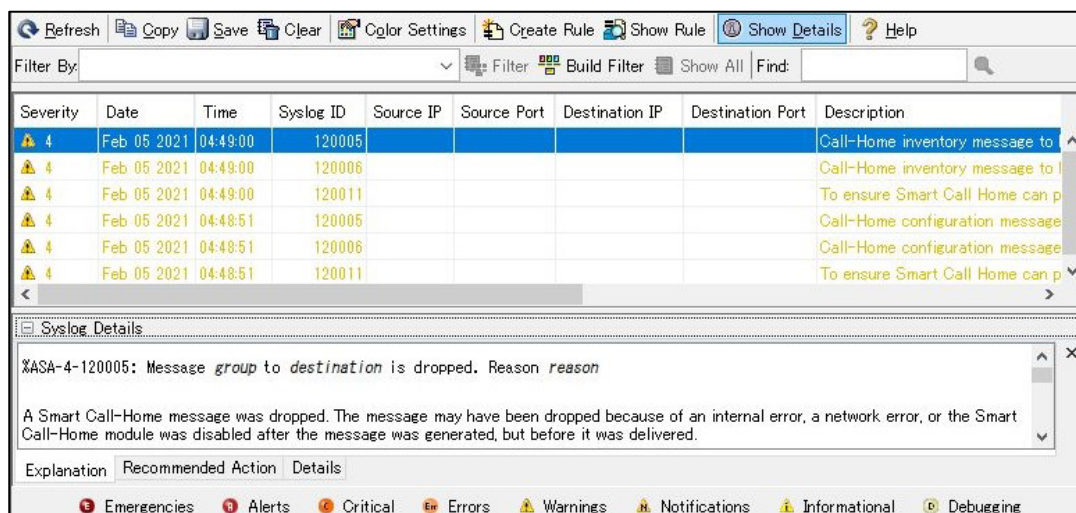 Refresh Copy Save Clear Color Settings Create Rule Show Rule Show Details Help
Filter By: Filter Build Filter Show All Find:
Severity Date Time Syslog ID Source IP Source Port Destination IP Destination Port Description
4 Feb 05 2021 04:49:00 120005 Call-Home inventory message to
4 Feb 05 2021 04:49:00 120006 Call-Home inventory message to
4 Feb 05 2021 04:49:00 120011 To ensure Smart Call Home can p
4 Feb 05 2021 04:48:51 120005 Call-Home configuration message
4 Feb 05 2021 04:48:51 120006 Call-Home configuration message
4 Feb 05 2021 04:48:51 120011 To ensure Smart Call Home can p
Syslog Details
%ASA-4-120005: Message group to destination is dropped. Reason reason
A Smart Call-Home message was dropped. The message may have been dropped because of an internal error, a network error, or the Smart
Call-Home module was disabled after the message was generated, but before it was delivered.
Explanation Recommended Action Details
Emergencies Alerts Critical Errors Warnings Notifications Informational Debugging